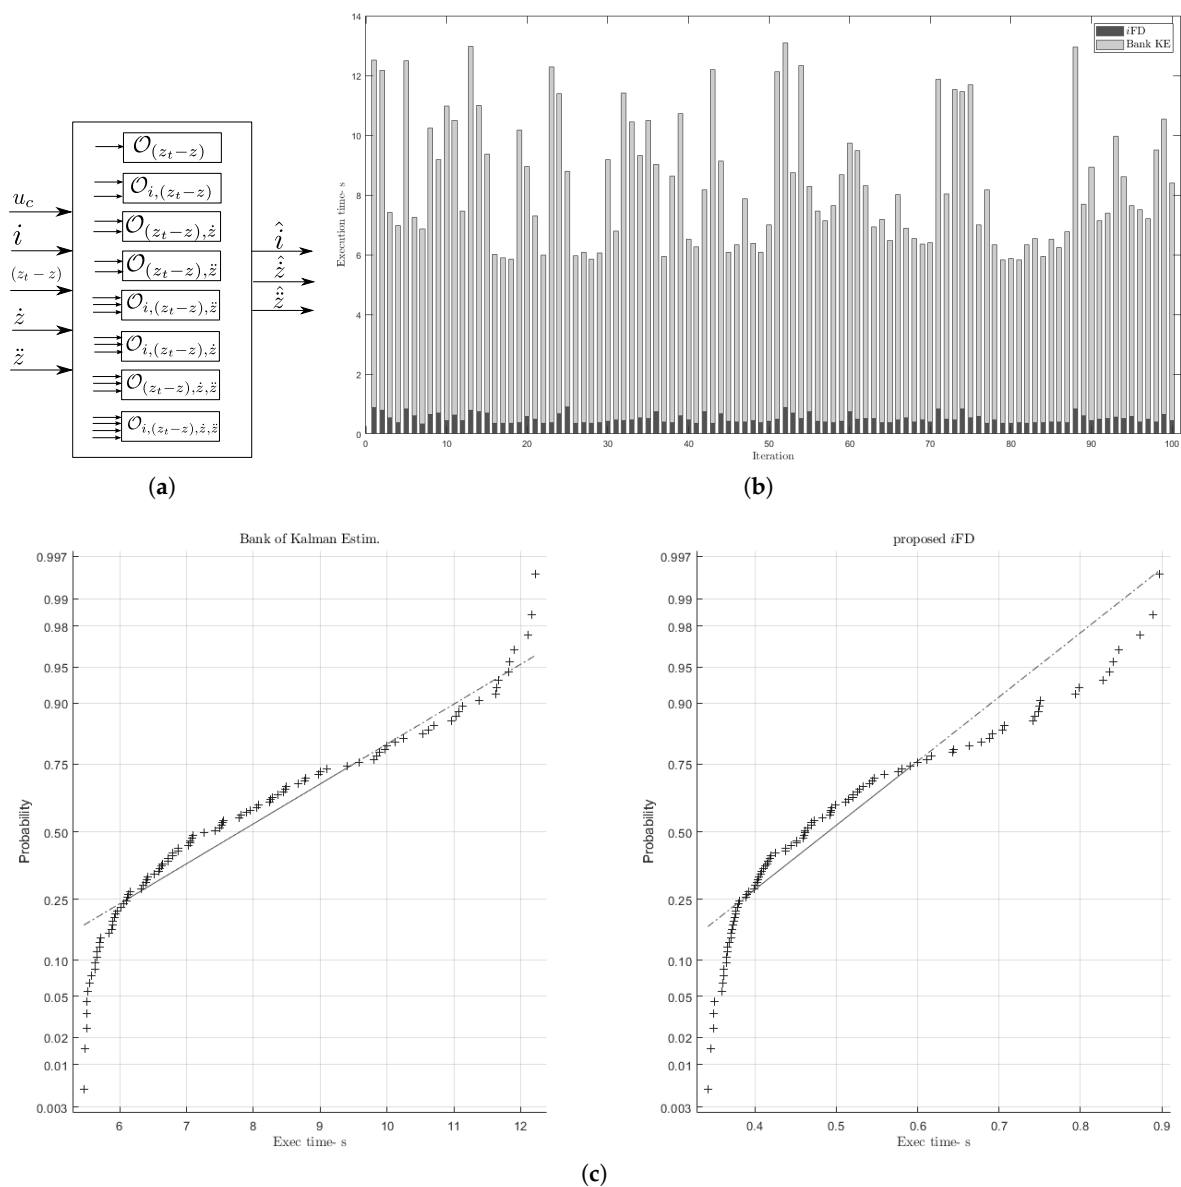 u_c
i
(z_t−z)
ż
z̈
𝒪_{(z_t−z)}
𝒪_{i,(z_t−z)}
𝒪_{(z_t−z),ż}
𝒪_{(z_t−z),z̈}
𝒪_{i,(z_t−z),z̈}
𝒪_{i,(z_t−z),ż}
𝒪_{(z_t−z),ż,z̈}
𝒪_{i,(z_t−z),ż,z̈}
î
ẑ̇
ẑ̈
(a)
iFD
Bank KE
Execution time- s
14
12
10
8
6
4
2
0
0 10 20 30 40 50 60 70 80 90 100
Iteration
(b)
Bank of Kalman Estim.
Probability
0.997
0.99
0.98
0.95
0.90
0.75
0.50
0.25
0.10
0.05
0.02
0.01
0.003
6 7 8 9 10 11 12
Exec time- s
proposed iFD
Probability
0.997
0.99
0.98
0.95
0.90
0.75
0.50
0.25
0.10
0.05
0.02
0.01
0.003
0.4 0.5 0.6 0.7 0.8 0.9
Exec time- s
(c)